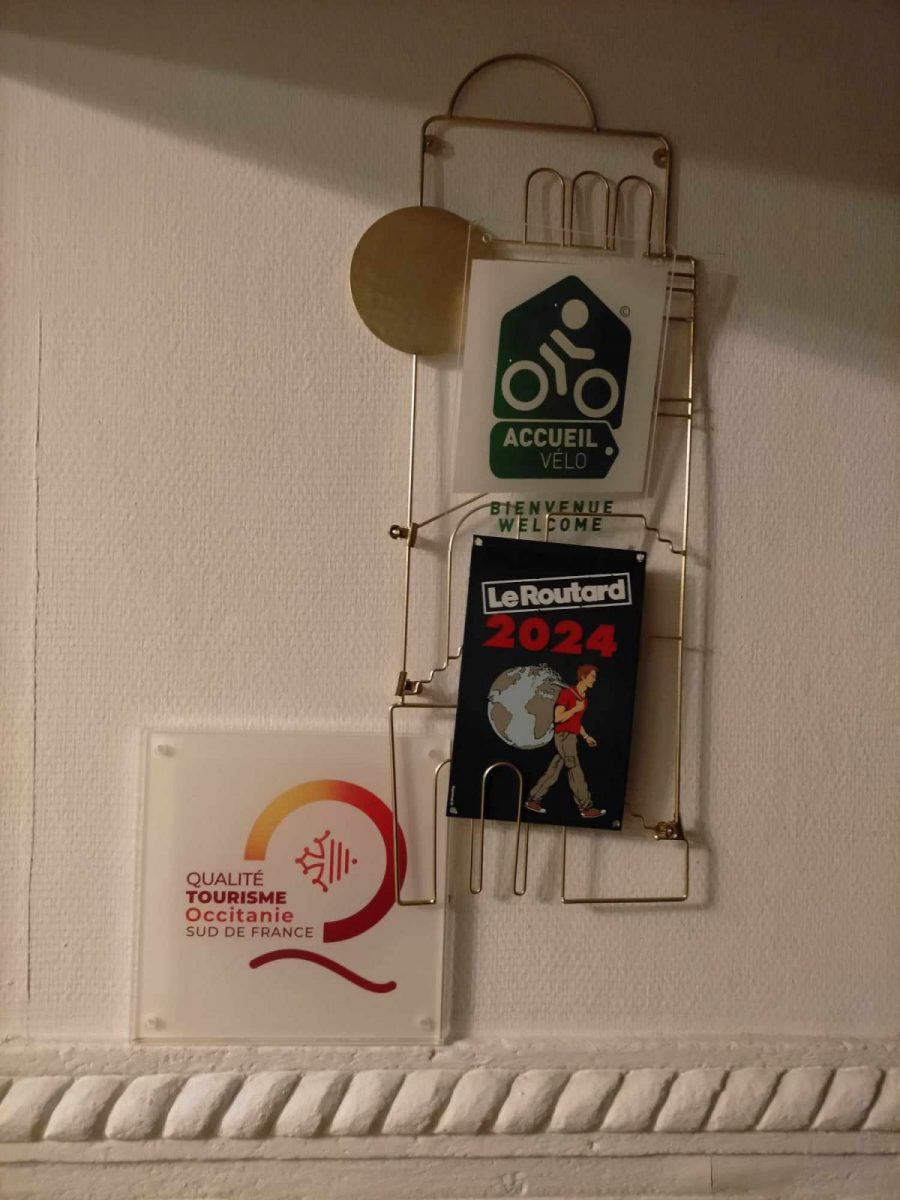 ©
ACCUEIL
VÉLO
BIENVENUE
WELCOME
Le Routard
2024
QUALITÉ
TOURISME
Occitanie
SUD DE FRANCE